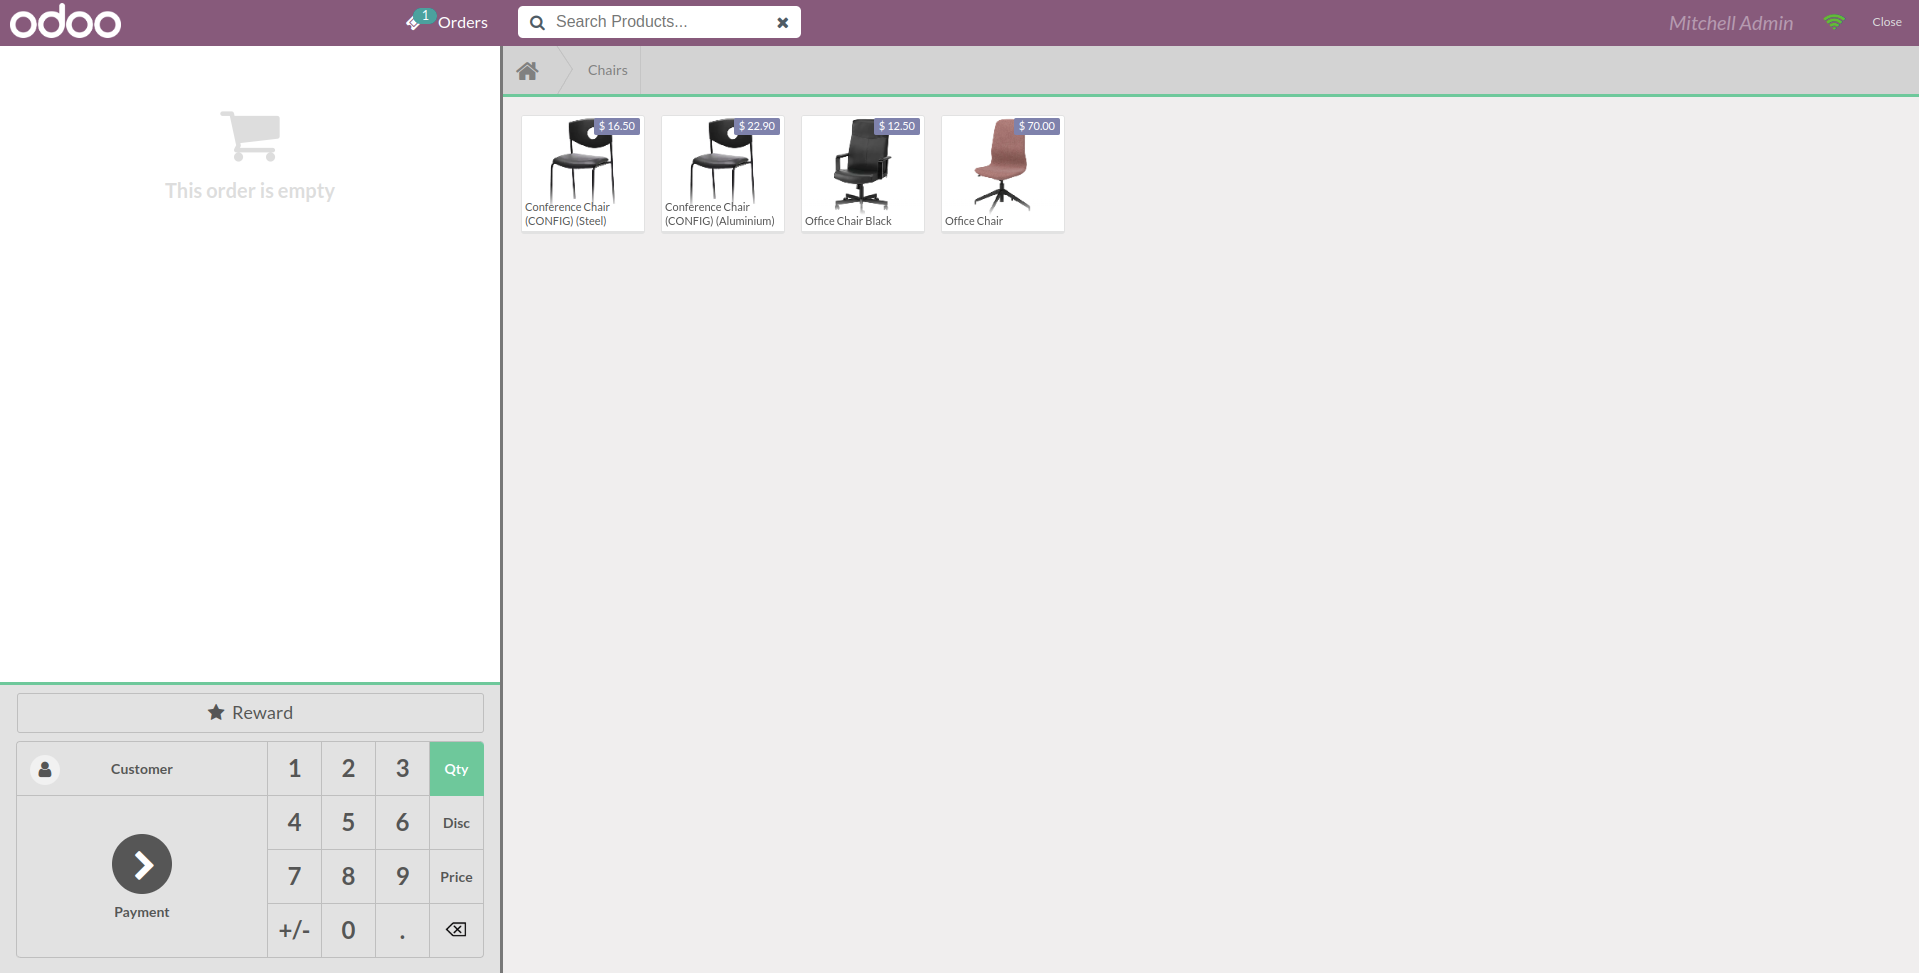 odoo
1 Orders
Search Products...
Mitchell Admin
Close
Chairs
This order is empty
$ 16.50
Conference Chair
(CONFIG) (Steel)
$ 22.90
Conference Chair
(CONFIG) (Aluminium)
$ 12.50
Office Chair Black
$ 70.00
Office Chair
Reward
Customer
1 2 3 Qty
4 5 6 Disc
7 8 9 Price
+/- 0 .
Payment